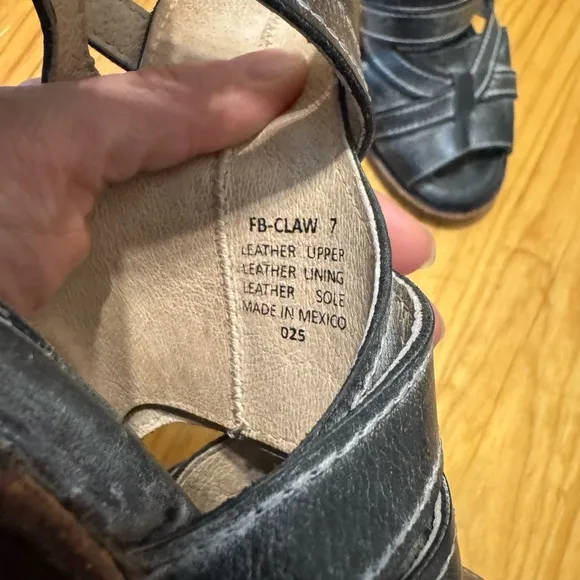 FB-CLAW 7
LEATHER UPPER
LEATHER LINING
LEATHER SOLE
MADE IN MEXICO
025